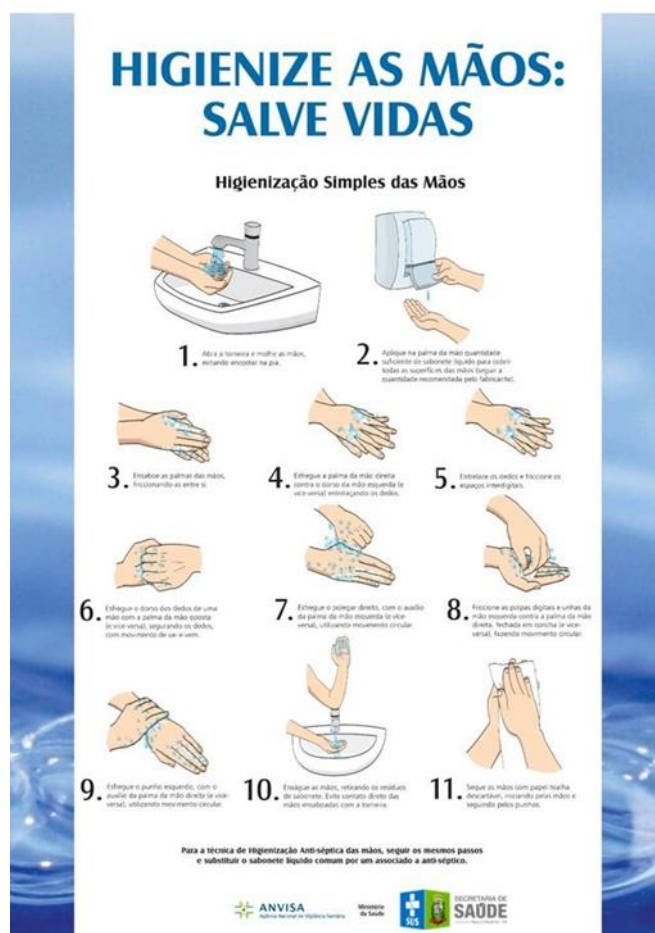 HIGIENIZE AS MÃOS:
SALVE VIDAS
Higienização Simples das Mãos
1. Abra a torneira e molhe as mãos,
evitando encostar na pia.
2. Aplique na palma da mão quantidade
suficiente de sabonete líquido para cobrir
todas as superfícies das mãos (seguir a
quantidade recomendada pelo fabricante).
3. Ensaboe as palmas das mãos,
friccionando-as entre si.
4. Esfregue a palma da mão direita
contra o dorso da mão esquerda (e
vice-versa) entrelaçando os dedos.
5. Entrelace os dedos e friccione os
espaços interdigitais.
6. Esfregue o dorso dos dedos de uma
mão com a palma da mão oposta
(e vice-versa), segurando os dedos,
com movimento de vai-e-vem.
7. Esfregue o polegar direito, com o auxílio
da palma da mão esquerda (e vice-
versa), utilizando movimento circular.
8. Friccione as polpas digitais e unhas da
mão esquerda contra a palma da mão
direita, fechada em concha (e vice-
versa), fazendo movimento circular.
9. Esfregue o punho esquerdo, com o
auxílio da palma da mão direita (e vice-
versa), utilizando movimento circular.
10. Enxágue as mãos, retirando os resíduos
de sabonete. Evite contato direto das
mãos ensaboadas com a torneira.
11. Seque as mãos com papel toalha
descartável, iniciando pelas mãos e
seguindo pelos punhos.
Para a técnica de Higienização Anti-séptica das mãos, seguir os mesmos passos
e substituir o sabonete líquido comum por um associado a anti-séptico.
ANVISA
Agência Nacional de Vigilância Sanitária
Ministério
da Saúde
SUS
SECRETARIA DE
SAÚDE